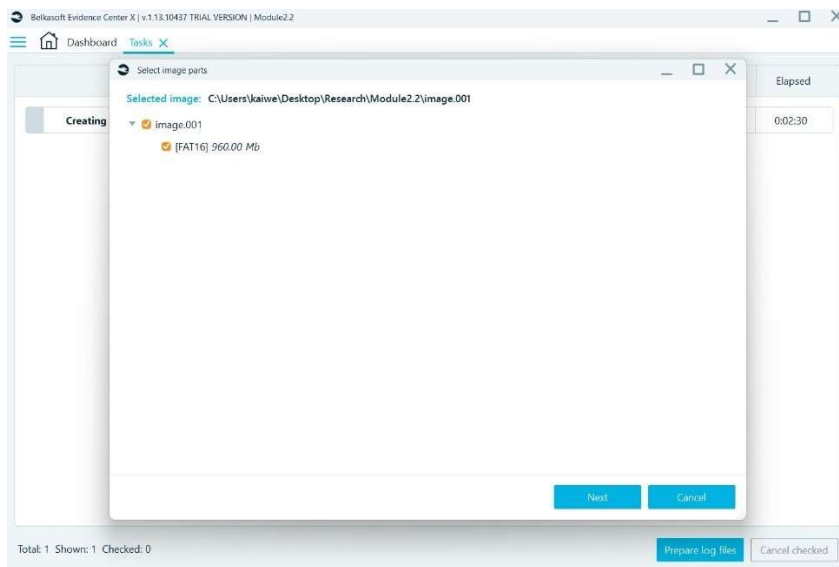 Belkasoft Evidence Center X | v.1.13.10437 TRIAL VERSION | Module2.2
Dashboard Tasks
Select image parts
Elapsed
Selected image: C:\Users\kaiwe\Desktop\Research\Module2.2\image.001
Creating
image.001
0:02:30
[FAT16] 960.00 Mb
Next Cancel
Total: 1 Shown: 1 Checked: 0
Prepare log files Cancel checked